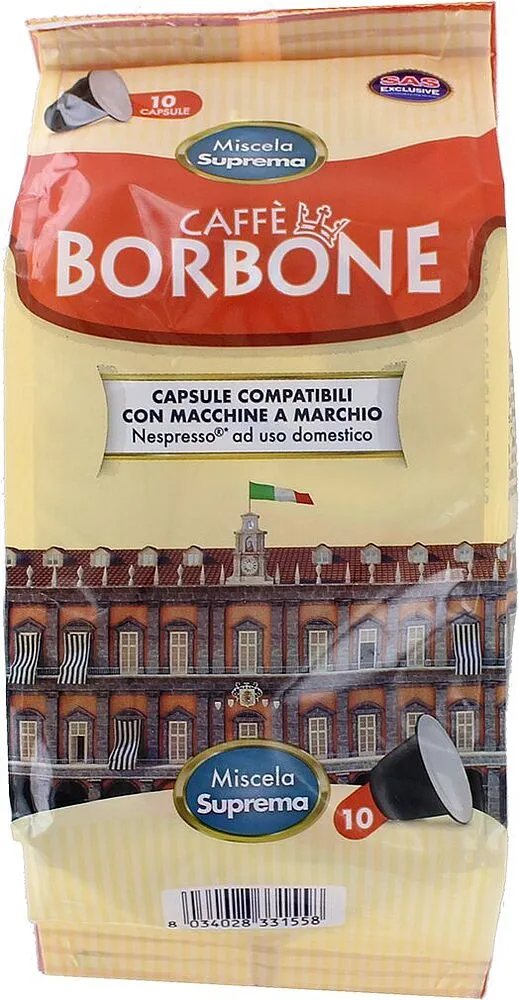 10
CAPSULE
SAS
EXCLUSIVE
Miscela
Suprema
CAFFÈ
BORBONE
CAPSULE COMPATIBILI
CON MACCHINE A MARCHIO
Nespresso®* ad uso domestico
Miscela
Suprema
10
8 034028 331558